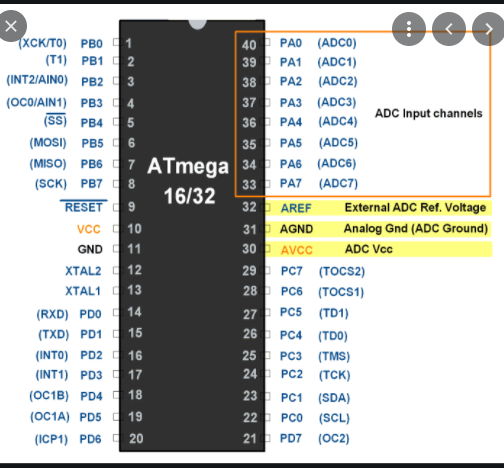 (XCK/T0) PB0 1 40 PA0 (ADC0)
(T1) PB1 2 39 PA1 (ADC1)
(INT2/AIN0) PB2 3 38 PA2 (ADC2)
(OC0/AIN1) PB3 4 37 PA3 (ADC3)
ADC Input channels
(SS) PB4 5 36 PA4 (ADC4)
(MOSI) PB5 6 35 PA5 (ADC5)
(MISO) PB6 7 ATmega 34 PA6 (ADC6)
(SCK) PB7 8 16/32 33 PA7 (ADC7)
RESET 9 32 AREF External ADC Ref. Voltage
VCC 10 31 AGND Analog Gnd (ADC Ground)
GND 11 30 AVCC ADC Vcc
XTAL2 12 29 PC7 (TOCS2)
XTAL1 13 28 PC6 (TOCS1)
(RXD) PD0 14 27 PC5 (TD1)
(TXD) PD1 15 26 PC4 (TD0)
(INT0) PD2 16 25 PC3 (TMS)
(INT1) PD3 17 24 PC2 (TCK)
(OC1B) PD4 18 23 PC1 (SDA)
(OC1A) PD5 19 22 PC0 (SCL)
(ICP1) PD6 20 21 PD7 (OC2)